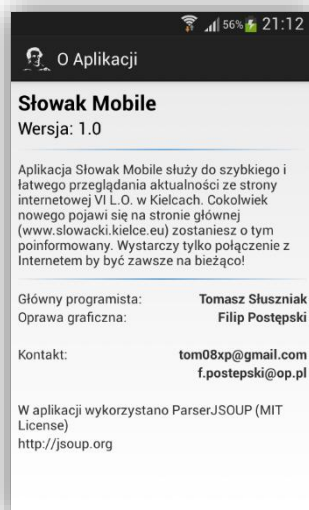 56% 21:12
O Aplikacji
Słowak Mobile
Wersja: 1.0
Aplikacja Słowak Mobile służy do szybkiego i
łatwego przeglądania aktualności ze strony
internetowej VI L.O. w Kielcach. Cokolwiek
nowego pojawi się na stronie głównej
(www.slowacki.kielce.eu) zostaniesz o tym
poinformowany. Wystarczy tylko połączenie z
Internetem by być zawsze na bieżąco!
Główny programista: Tomasz Słuszniak
Oprawa graficzna: Filip Postępski
Kontakt: tom08xp@gmail.com
f.postepski@op.pl
W aplikacji wykorzystano ParserJSOUP (MIT
License)
http://jsoup.org